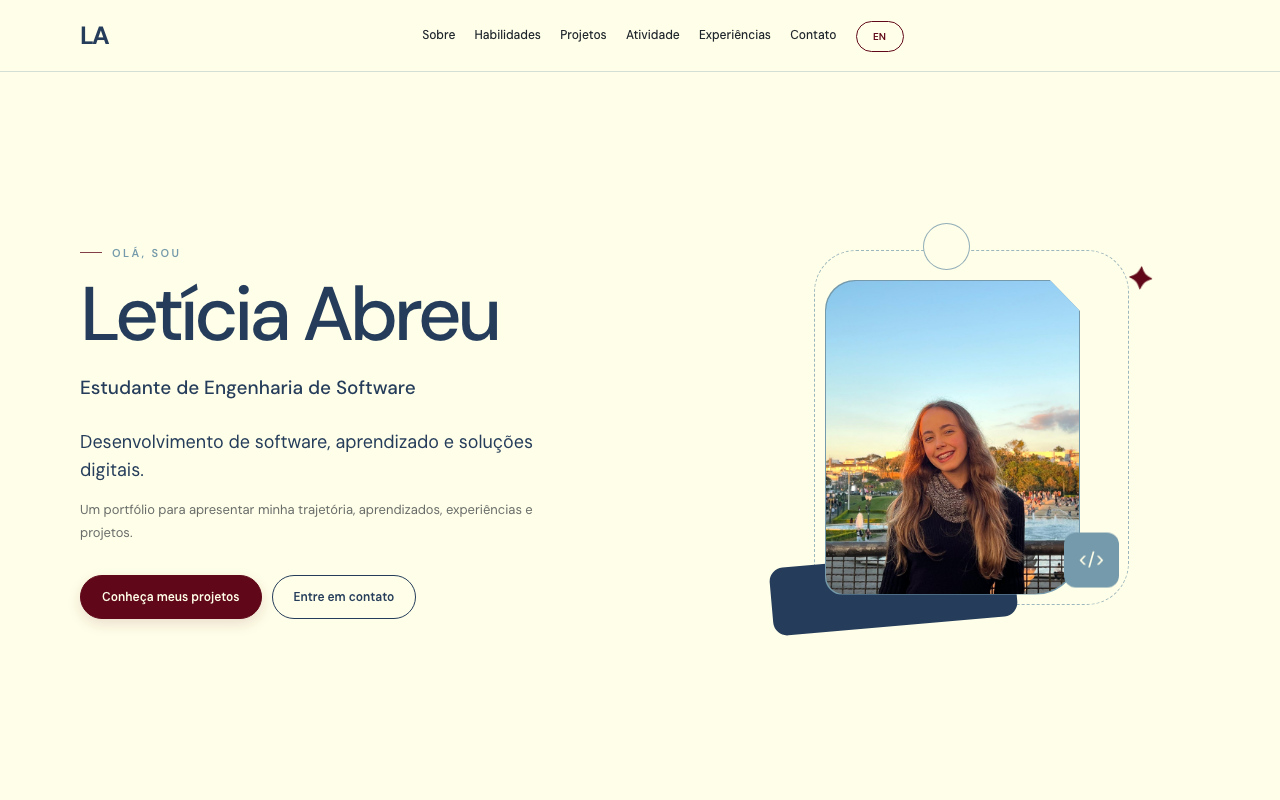 LA
Sobre Habilidades Projetos Atividade Experiências Contato EN
OLÁ, SOU
Letícia Abreu
Estudante de Engenharia de Software
Desenvolvimento de software, aprendizado e soluções
digitais.
Um portfólio para apresentar minha trajetória, aprendizados, experiências e
projetos.
Conheça meus projetos Entre em contato